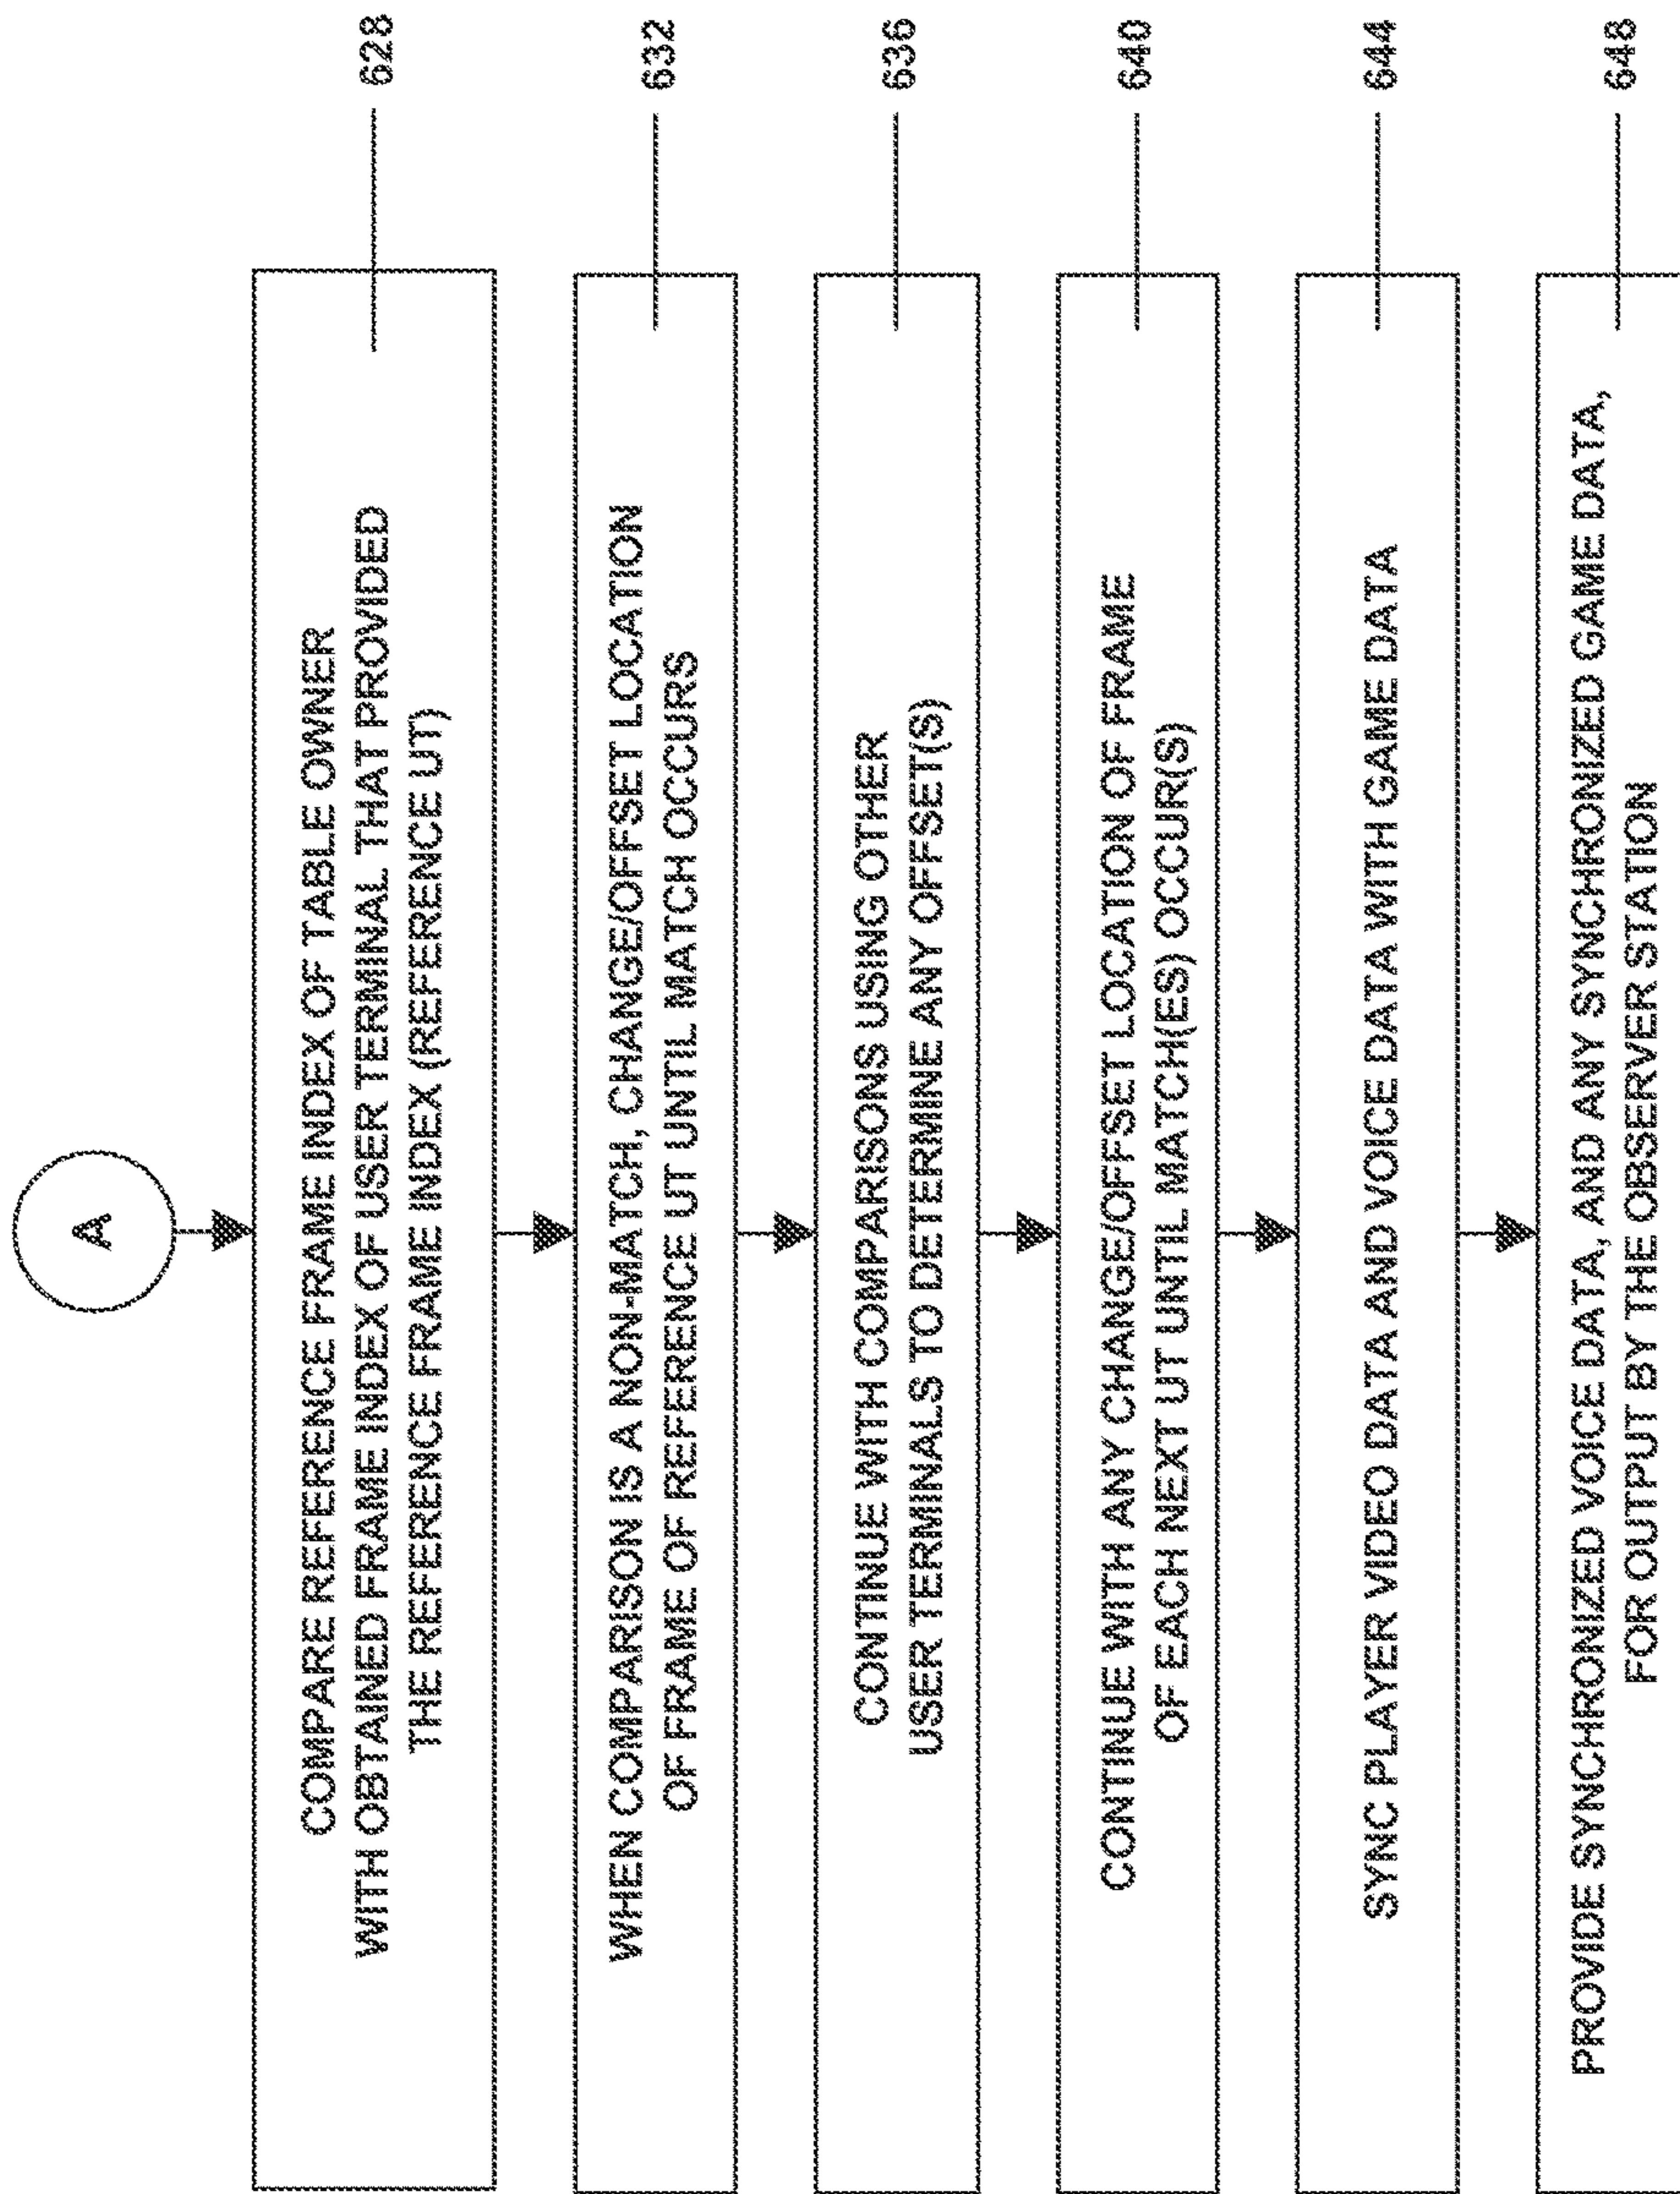 A
COMPARE REFERENCE FRAME INDEX OF TABLE OWNER
WITH OBTAINED FRAME INDEX OF USER TERMINAL THAT PROVIDED
THE REFERENCE FRAME INDEX (REFERENCE UT)
628
WHEN COMPARISON IS A NON-MATCH, CHANGE/OFFSET LOCATION
OF FRAME OF REFERENCE UT UNTIL MATCH OCCURS
632
CONTINUE WITH COMPARISONS USING OTHER
USER TERMINALS TO DETERMINE ANY OFFSET(S)
636
CONTINUE WITH ANY CHANGE/OFFSET LOCATION OF FRAME
OF EACH NEXT UT UNTIL MATCH(ES) OCCUR(S)
640
SYNC PLAYER VIDEO DATA AND VOICE DATA WITH GAME DATA
644
PROVIDE SYNCHRONIZED VOICE DATA, AND ANY SYNCHRONIZED GAME DATA,
FOR OUTPUT BY THE OBSERVER STATION
648